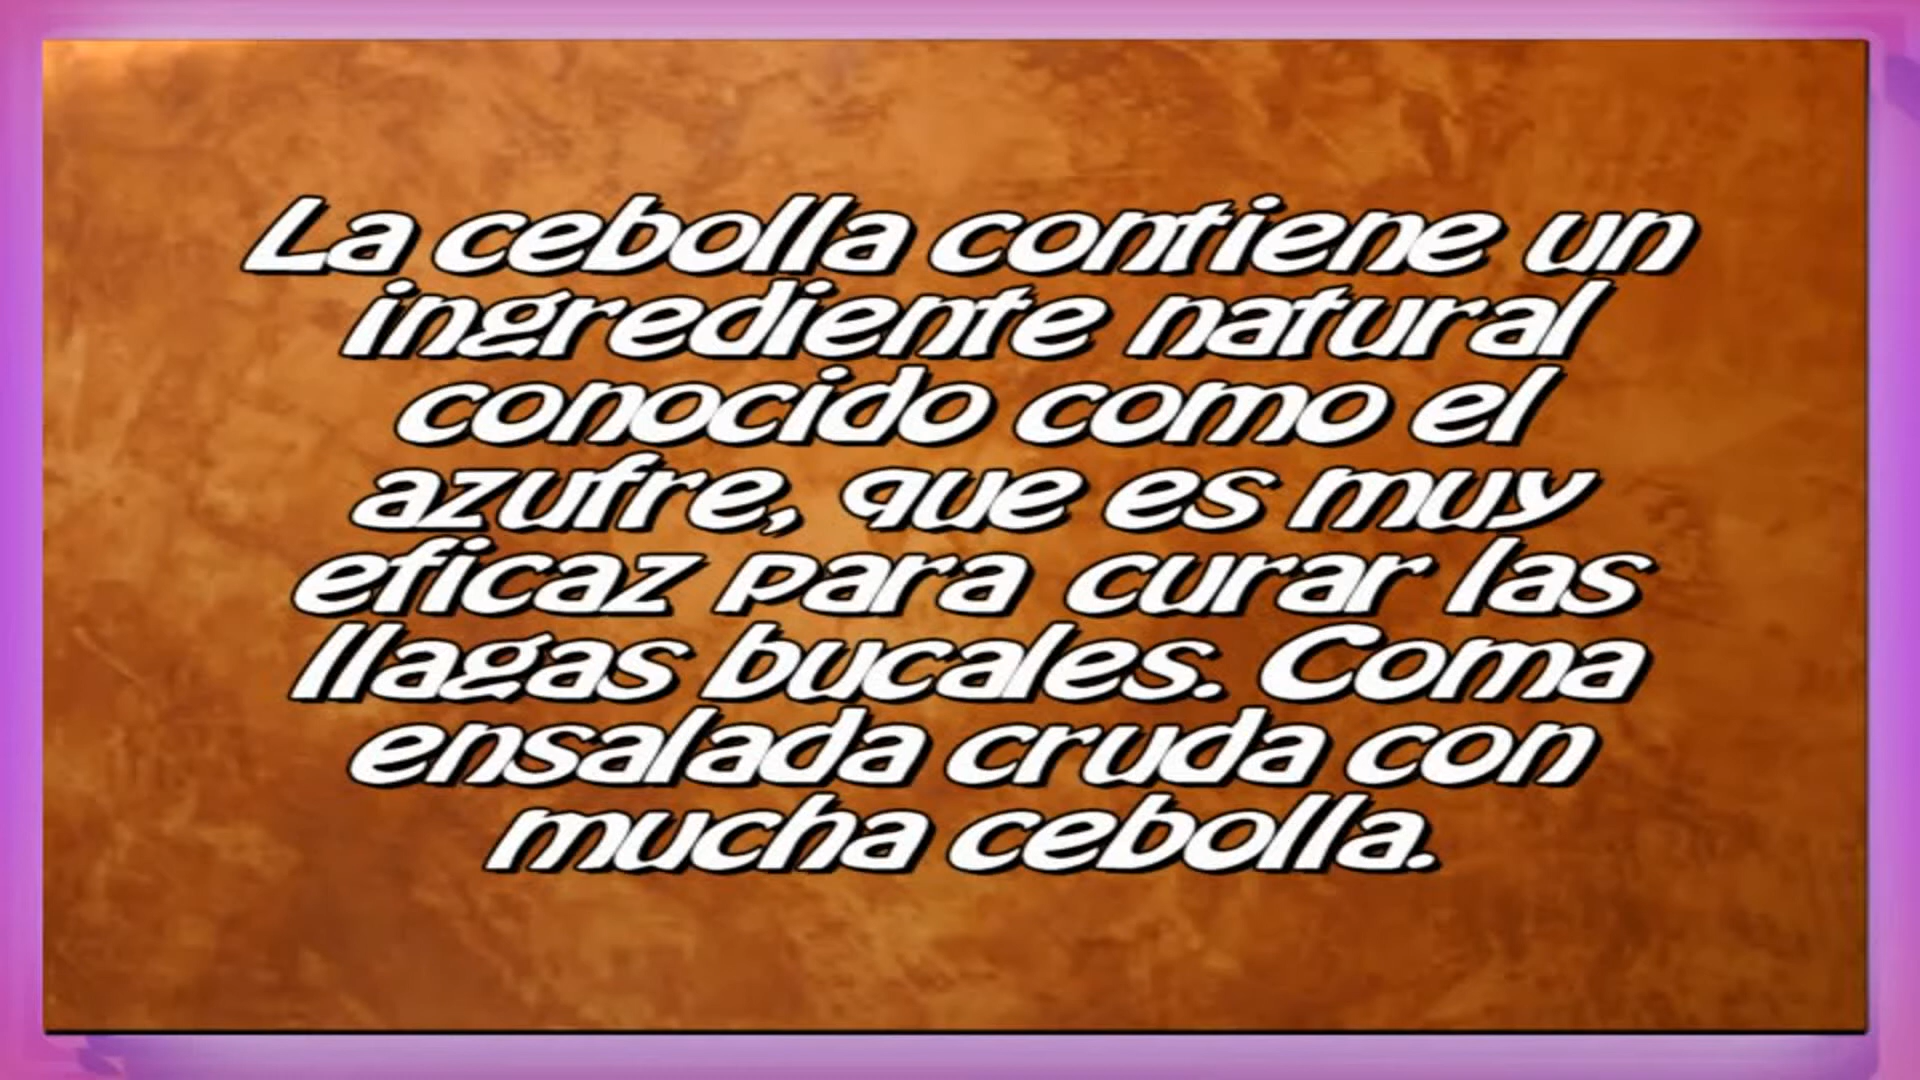 La cebolla contiene un
ingrediente natural
conocido como el
azufre, que es muy
eficaz para curar las
llagas bucales. Coma
ensalada cruda con
mucha cebolla.